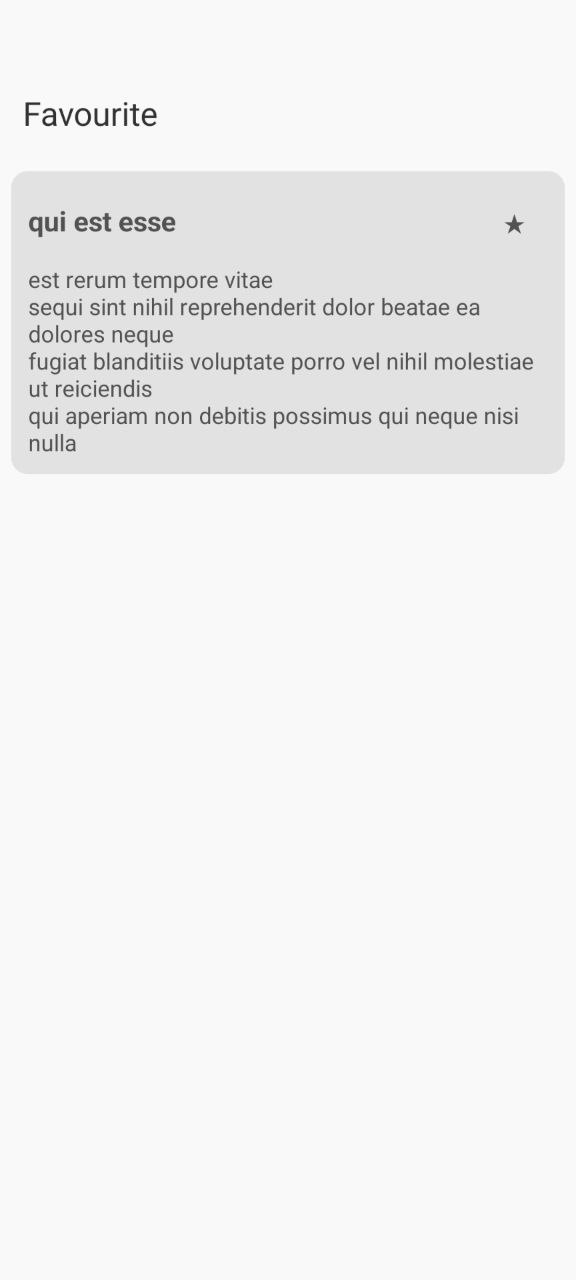 Favourite
qui est esse ★
est rerum tempore vitae
sequi sint nihil reprehenderit dolor beatae ea
dolores neque
fugiat blanditiis voluptate porro vel nihil molestiae
ut reiciendis
qui aperiam non debitis possimus qui neque nisi
nulla